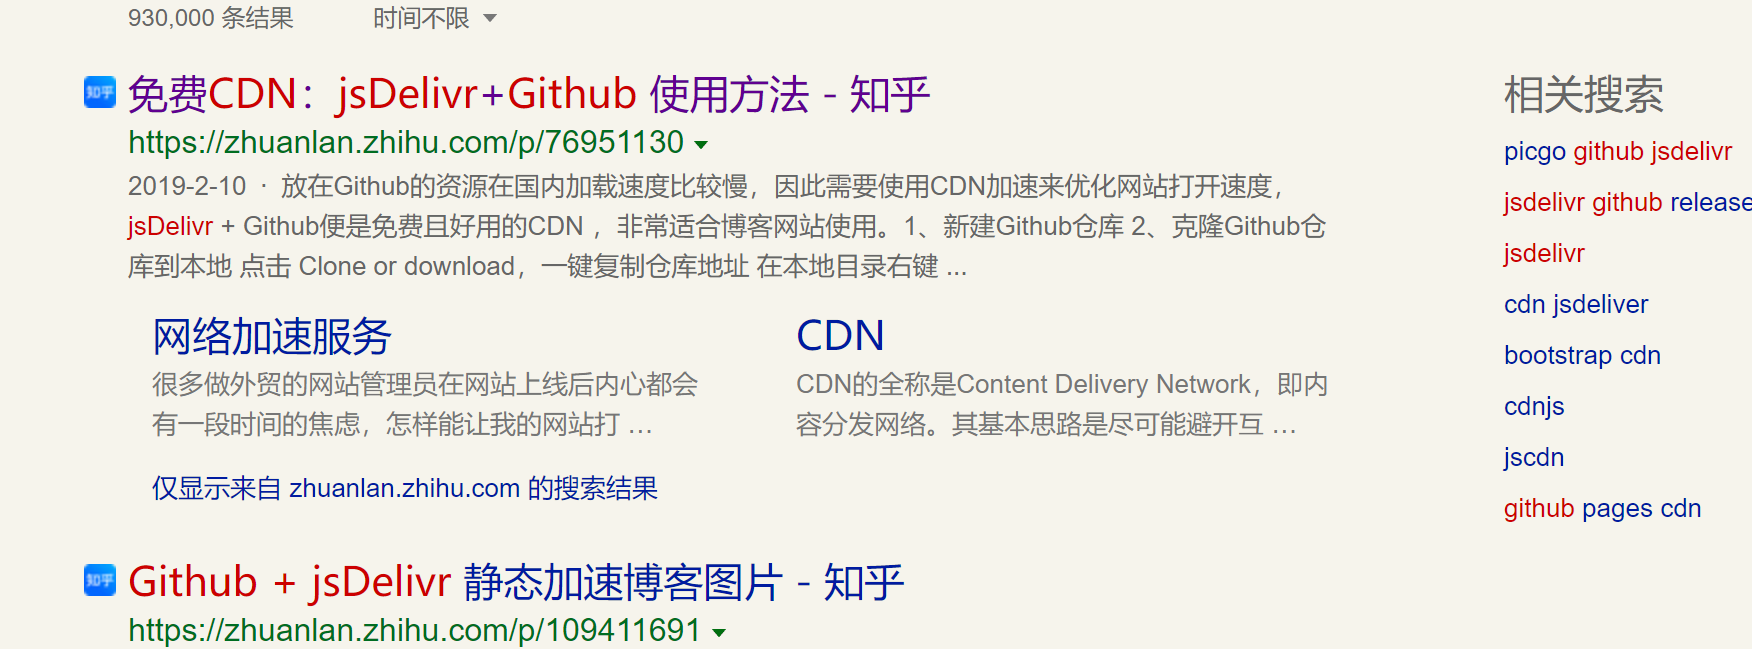 930,000 条结果 时间不限
知乎 免费CDN：jsDelivr+Github 使用方法 - 知乎
https://zhuanlan.zhihu.com/p/76951130
2019-2-10 · 放在Github的资源在国内加载速度比较慢，因此需要使用CDN加速来优化网站打开速度，
jsDelivr + Github便是免费且好用的CDN ，非常适合博客网站使用。1、新建Github仓库 2、克隆Github仓
库到本地 点击 Clone or download，一键复制仓库地址 在本地目录右键 ...
网络加速服务
很多做外贸的网站管理员在网站上线后内心都会
有一段时间的焦虑，怎样能让我的网站打 …
CDN
CDN的全称是Content Delivery Network，即内
容分发网络。其基本思路是尽可能避开互 …
仅显示来自 zhuanlan.zhihu.com 的搜索结果
知乎 Github + jsDelivr 静态加速博客图片 - 知乎
https://zhuanlan.zhihu.com/p/109411691
相关搜索
picgo github jsdelivr
jsdelivr github release
jsdelivr
cdn jsdeliver
bootstrap cdn
cdnjs
jscdn
github pages cdn